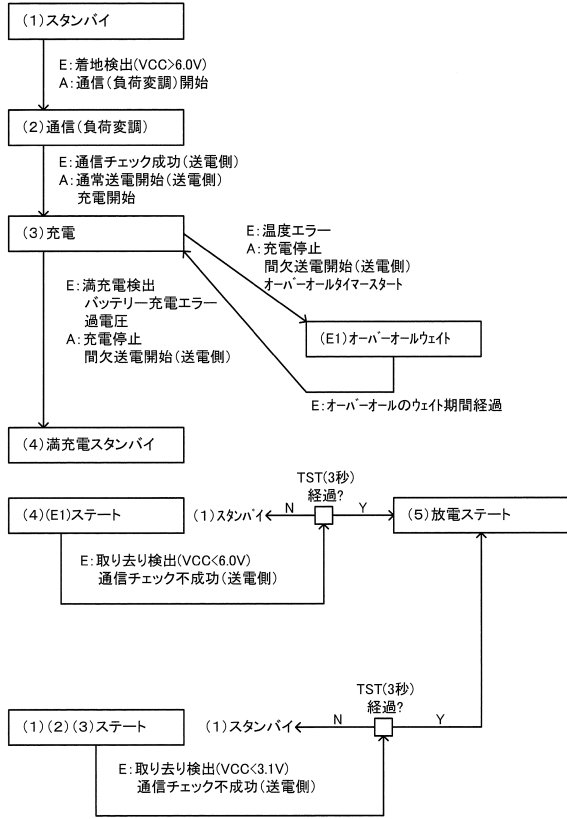 (1)スタンバイ
E:着地検出(VCC>6.0V)
A:通信(負荷変調)開始
(2)通信(負荷変調)
E:通信チェック成功(送電側)
A:通常送電開始(送電側)
充電開始
(3)充電
E:温度エラー
A:充電停止
間欠送電開始(送電側)
オーバーオールタイマースタート
E:満充電検出
バッテリー充電エラー
過電圧
A:充電停止
間欠送電開始(送電側)
(E1)オーバーオールウェイト
E:オーバーオールのウェイト期間経過
(4)満充電スタンバイ
TST(3秒)
経過?
(4)(E1)ステート
(1)スタンバイ
N
Y
(5)放電ステート
E:取り去り検出(VCC<6.0V)
通信チェック不成功(送電側)
TST(3秒)
経過?
(1)(2)(3)ステート
(1)スタンバイ
N
Y
E:取り去り検出(VCC<3.1V)
通信チェック不成功(送電側)